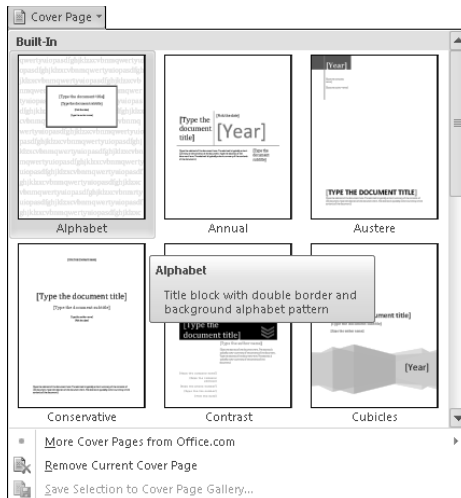 Cover Page
Built-In
[Type the document title]
Alphabet
[Type the
document
title]
[Year]
Annual
[Year]
[TYPE THE DOCUMENT TITLE]
Austere
[Type the document title]
Conservative
Alphabet
Title block with double border and
background alphabet pattern
[Type the
document title]
Contrast
ment title]
[Year]
Cubicles
More Cover Pages from Office.com
Remove Current Cover Page
Save Selection to Cover Page Gallery...